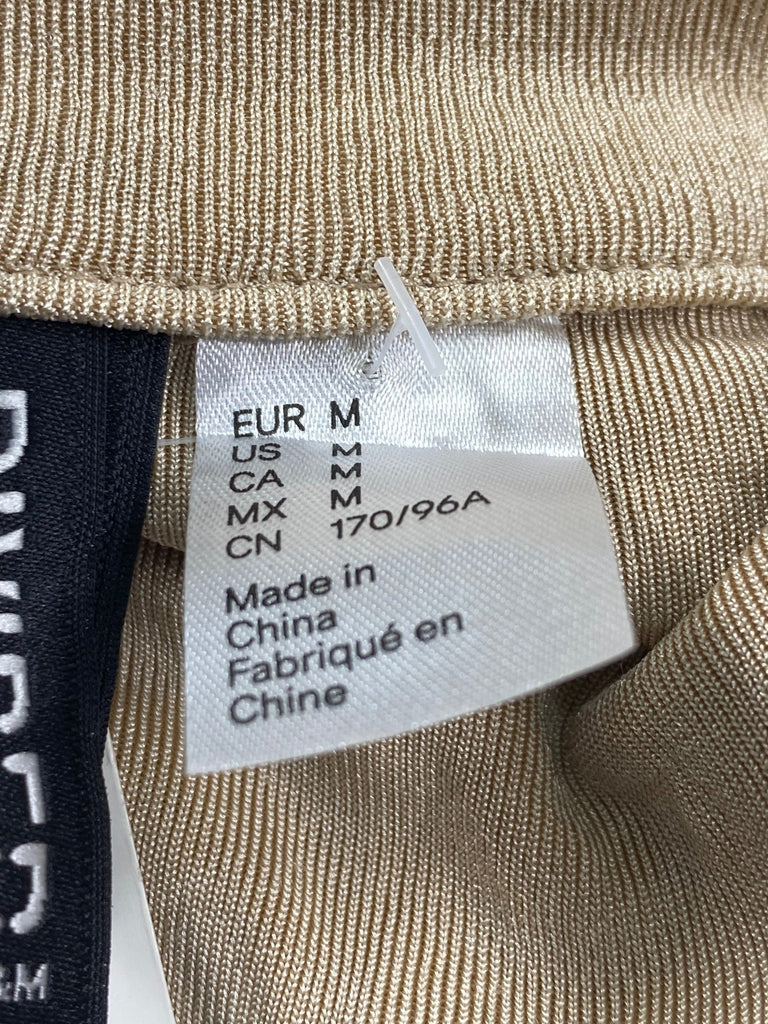 EUR M
US M
CA M
MX M
CN 170/96A
Made in
China
Fabriqué en
Chine